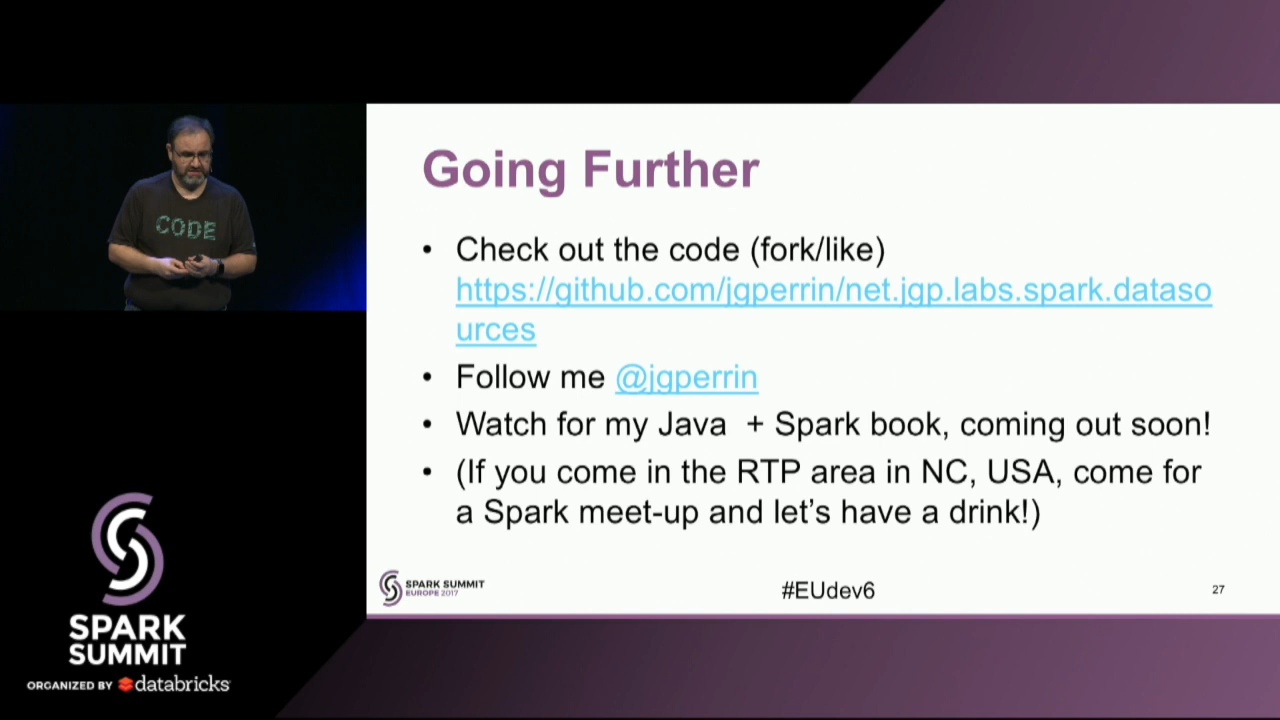 CODE
Going Further
• Check out the code (fork/like)
https://github.com/jgperrin/net.jgp.labs.spark.dataso
urces
• Follow me @jgperrin
• Watch for my Java + Spark book, coming out soon!
• (If you come in the RTP area in NC, USA, come for
a Spark meet-up and let's have a drink!)
SPARK SUMMIT
EUROPE 2017
#EUdev6
27
SPARK
SUMMIT
ORGANIZED BY databricks